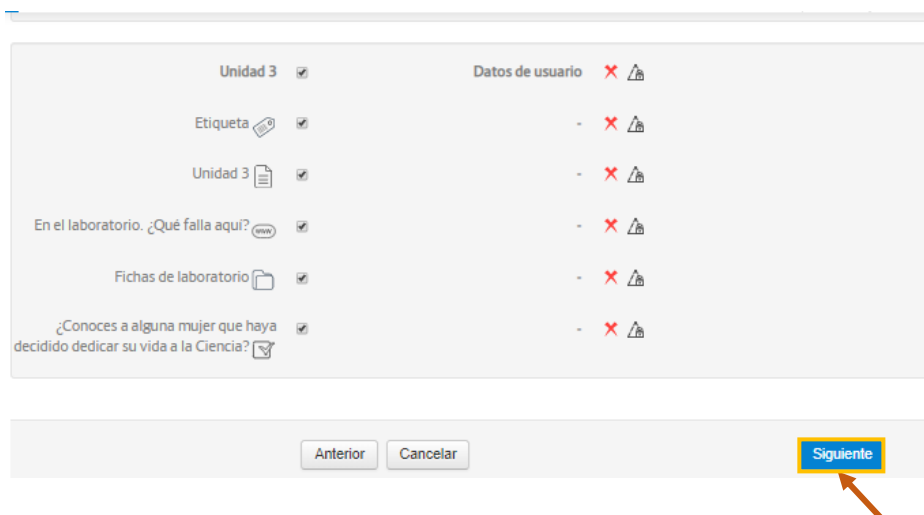 Unidad 3 Datos de usuario
Etiqueta -
Unidad 3 -
En el laboratorio. ¿Qué falla aquí? www -
Fichas de laboratorio -
¿Conoces a alguna mujer que haya
decidido dedicar su vida a la Ciencia? -
Anterior Cancelar Siguiente